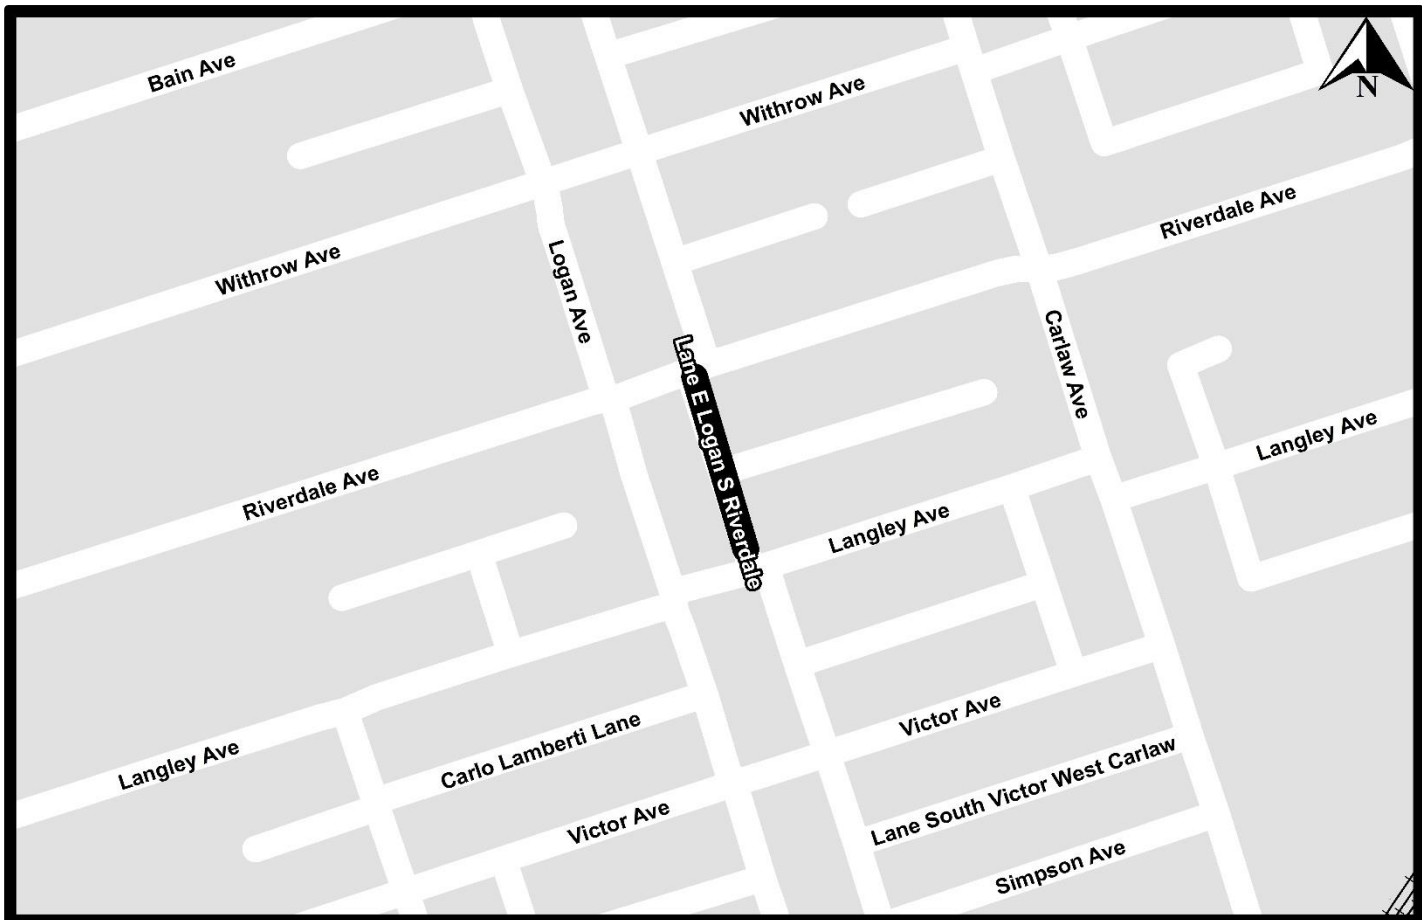 Bain Ave
Withrow Ave
N
Riverdale Ave
Withrow Ave
Logan Ave
Carlaw Ave
Lane E Logan S Riverdale
Langley Ave
Riverdale Ave
Langley Ave
Victor Ave
Carlo Lamberti Lane
Langley Ave
Lane South Victor West Carlaw
Victor Ave
Simpson Ave